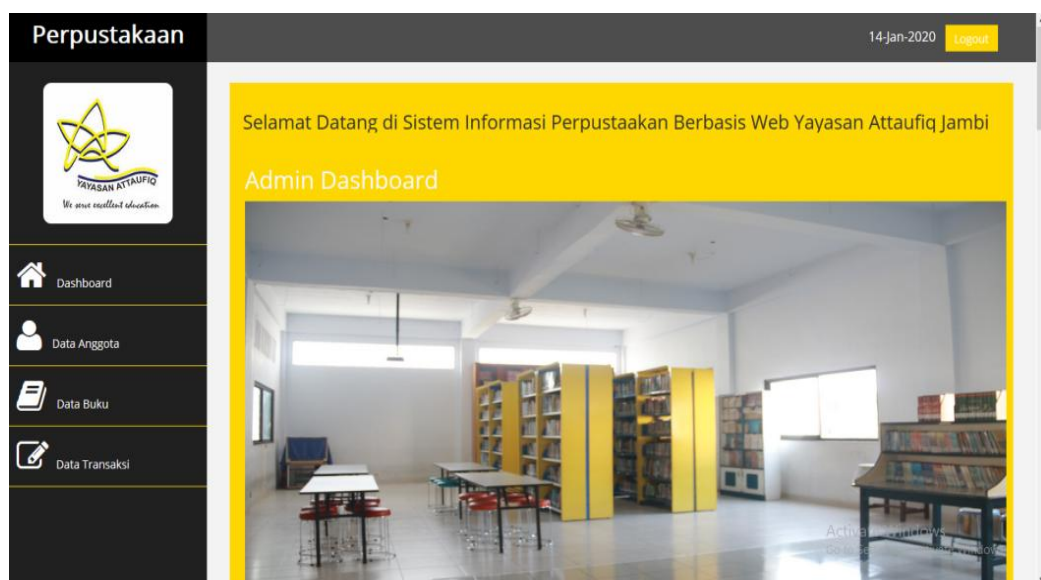 Perpustakaan
14-Jan-2020 Logout
YAYASAN ATTAUFIQ
We serve excellent education
Selamat Datang di Sistem Informasi Perpustaakan Berbasis Web Yayasan Attaufiq Jambi
Admin Dashboard
Dashboard
Data Anggota
Data Buku
Data Transaksi